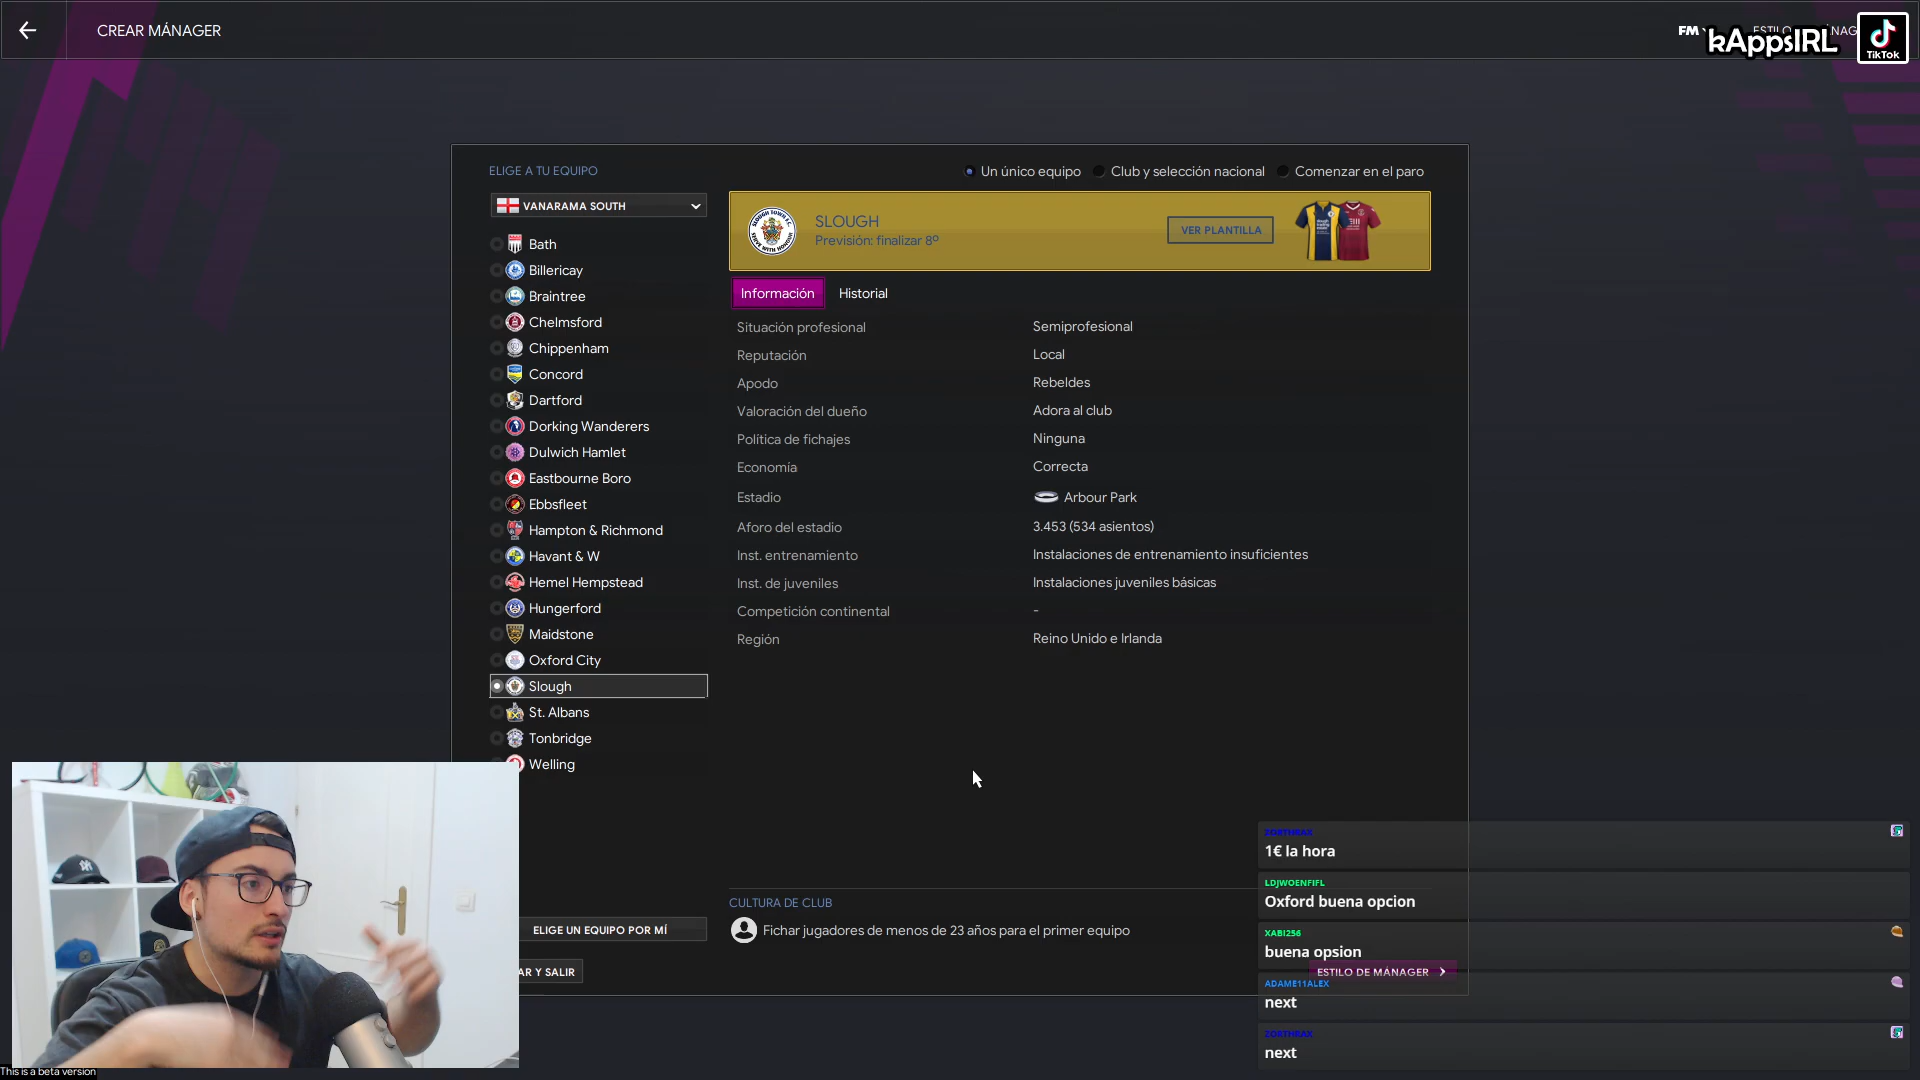 CREAR MÁNAGER
FM
kAppsIRL
TikTok
ELIGE A TU EQUIPO
Un único equipo
Club y selección nacional
Comenzar en el paro
VANARAMA SOUTH
SLOUGH
Previsión: finalizar 8º
VER PLANTILLA
Bath
Billericay
Braintree
Chelmsford
Chippenham
Concord
Dartford
Dorking Wanderers
Dulwich Hamlet
Eastbourne Boro
Ebbsfleet
Hampton & Richmond
Havant & W
Hemel Hempstead
Hungerford
Maidstone
Oxford City
Slough
St. Albans
Tonbridge
Welling
Información
Historial
Situación profesional Semiprofesional
Reputación Local
Apodo Rebeldes
Valoración del dueño Adora al club
Política de fichajes Ninguna
Economía Correcta
Estadio Arbour Park
Aforo del estadio 3.453 (534 asientos)
Inst. entrenamiento Instalaciones de entrenamiento insuficientes
Inst. de juveniles Instalaciones juveniles básicas
Competición continental -
Región Reino Unido e Irlanda
CULTURA DE CLUB
Fichar jugadores de menos de 23 años para el primer equipo
ELIGE UN EQUIPO POR MÍ
AR Y SALIR
ESTILO DE MÁNAGER
ZORTHRAX
1€ la hora
LDJWOENFIFL
Oxford buena opcion
XABI256
buena opsion
ADAME11ALEX
next
ZORTHRAX
next
This is a beta version